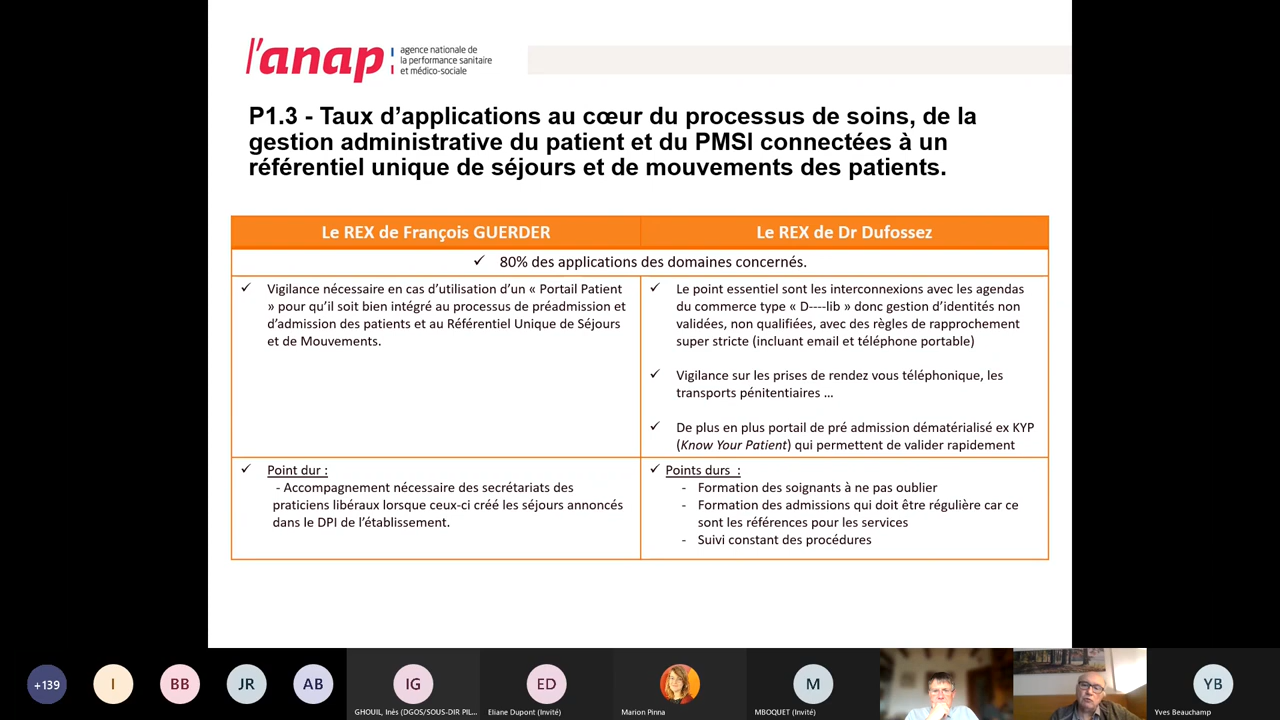 l'anap
agence nationale de
la performance sanitaire
et médico-sociale
P1.3 - Taux d'applications au cœur du processus de soins, de la
gestion administrative du patient et du PMSI connectées à un
référentiel unique de séjours et de mouvements des patients.
Le REX de François GUERDER
Le REX de Dr Dufossez
✓ 80% des applications des domaines concernés.
✓ Vigilance nécessaire en cas d'utilisation d'un « Portail Patient
» pour qu'il soit bien intégré au processus de préadmission et
d'admission des patients et au Référentiel Unique de Séjours
et de Mouvements.
✓ Le point essentiel sont les interconnexions avec les agendas
du commerce type « D----lib » donc gestion d'identités non
validées, non qualifiées, avec des règles de rapprochement
super stricte (incluant email et téléphone portable)
✓ Vigilance sur les prises de rendez vous téléphonique, les
transports pénitentiaires ...
✓ De plus en plus portail de pré admission dématérialisé ex KYP
(Know Your Patient) qui permettent de valider rapidement
✓ Point dur :
- Accompagnement nécessaire des secrétariats des
praticiens libéraux lorsque ceux-ci créé les séjours annoncés
dans le DPI de l'établissement.
✓ Points durs :
- Formation des soignants à ne pas oublier
- Formation des admissions qui doit être régulière car ce
sont les références pour les services
- Suivi constant des procédures
+139
I
BB
JR
AB
IG
ED
M
YB
GHOUIL, Inès (DGOS/SOUS-DIR PIL...
Eliane Dupont (Invité)
Marion Pinna
MBOQUET (Invité)
Yves Beauchamp